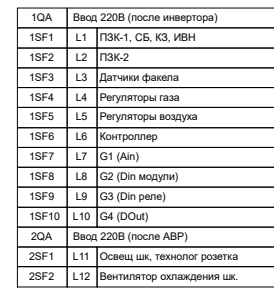 1QA Ввод 220В (после инвертора)
1SF1 L1 ПЗК-1, СБ, КЗ, ИВН
1SF2 L2 ПЗК-2
1SF3 L3 Датчики факела
1SF4 L4 Регуляторы газа
1SF5 L5 Регуляторы воздуха
1SF6 L6 Контроллер
1SF7 L7 G1 (Ain)
1SF8 L8 G2 (Din модули)
1SF9 L9 G3 (Din реле)
1SF10 L10 G4 (DOut)
2QA Ввод 220В (после АВР)
2SF1 L11 Освещ шк, технолог розетка
2SF2 L12 Вентилятор охлаждения шк.